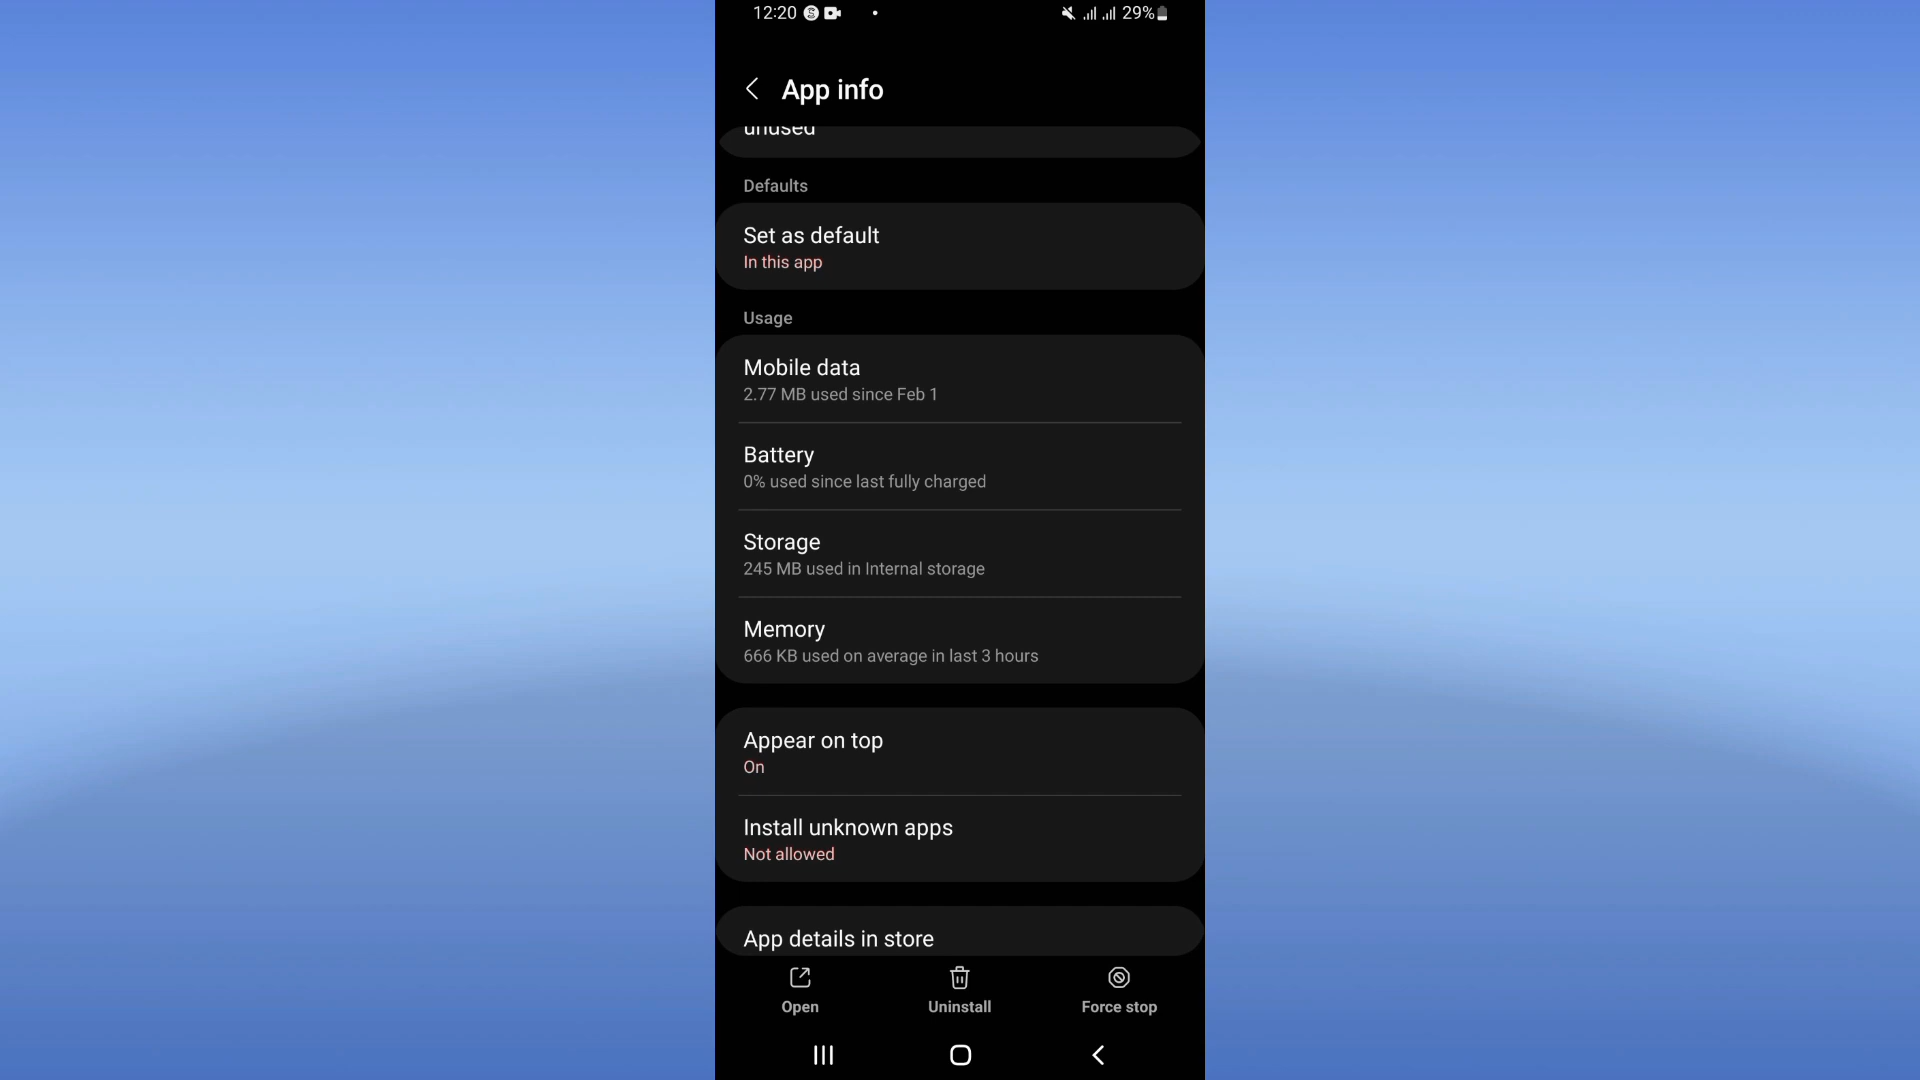 12:20 29%
App info
unused
Defaults
Set as default
In this app
Usage
Mobile data
2.77 MB used since Feb 1
Battery
0% used since last fully charged
Storage
245 MB used in Internal storage
Memory
666 KB used on average in last 3 hours
Appear on top
On
Install unknown apps
Not allowed
App details in store
Open Uninstall Force stop